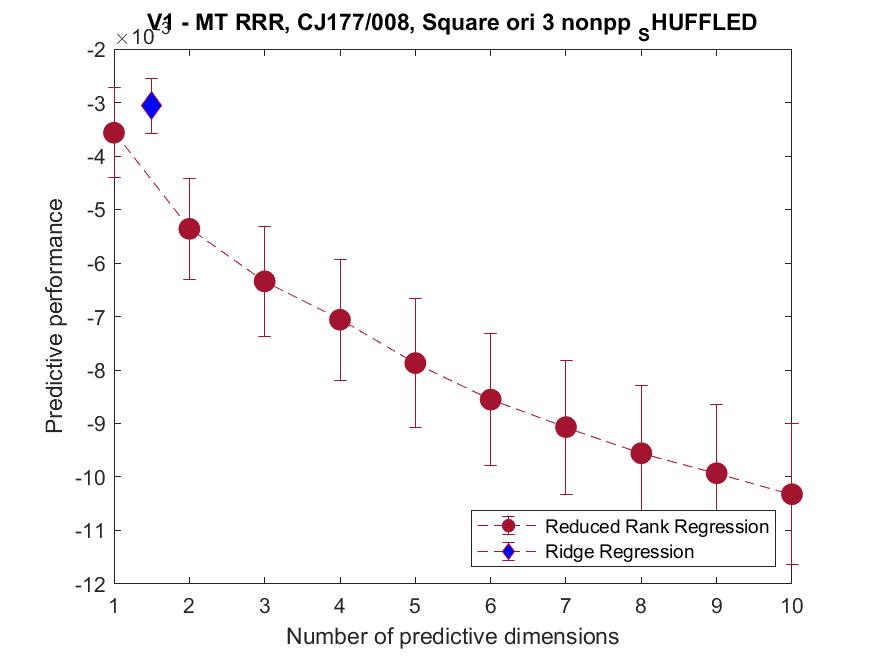 V1 - MT RRR, CJ177/008, Square ori 3 nonpp SHUFFLED
×10-3
-2
-3
-4
-5
-6
-7
-8
-9
-10
-11
-12
Predictive performance
Reduced Rank Regression
Ridge Regression
1 2 3 4 5 6 7 8 9 10
Number of predictive dimensions